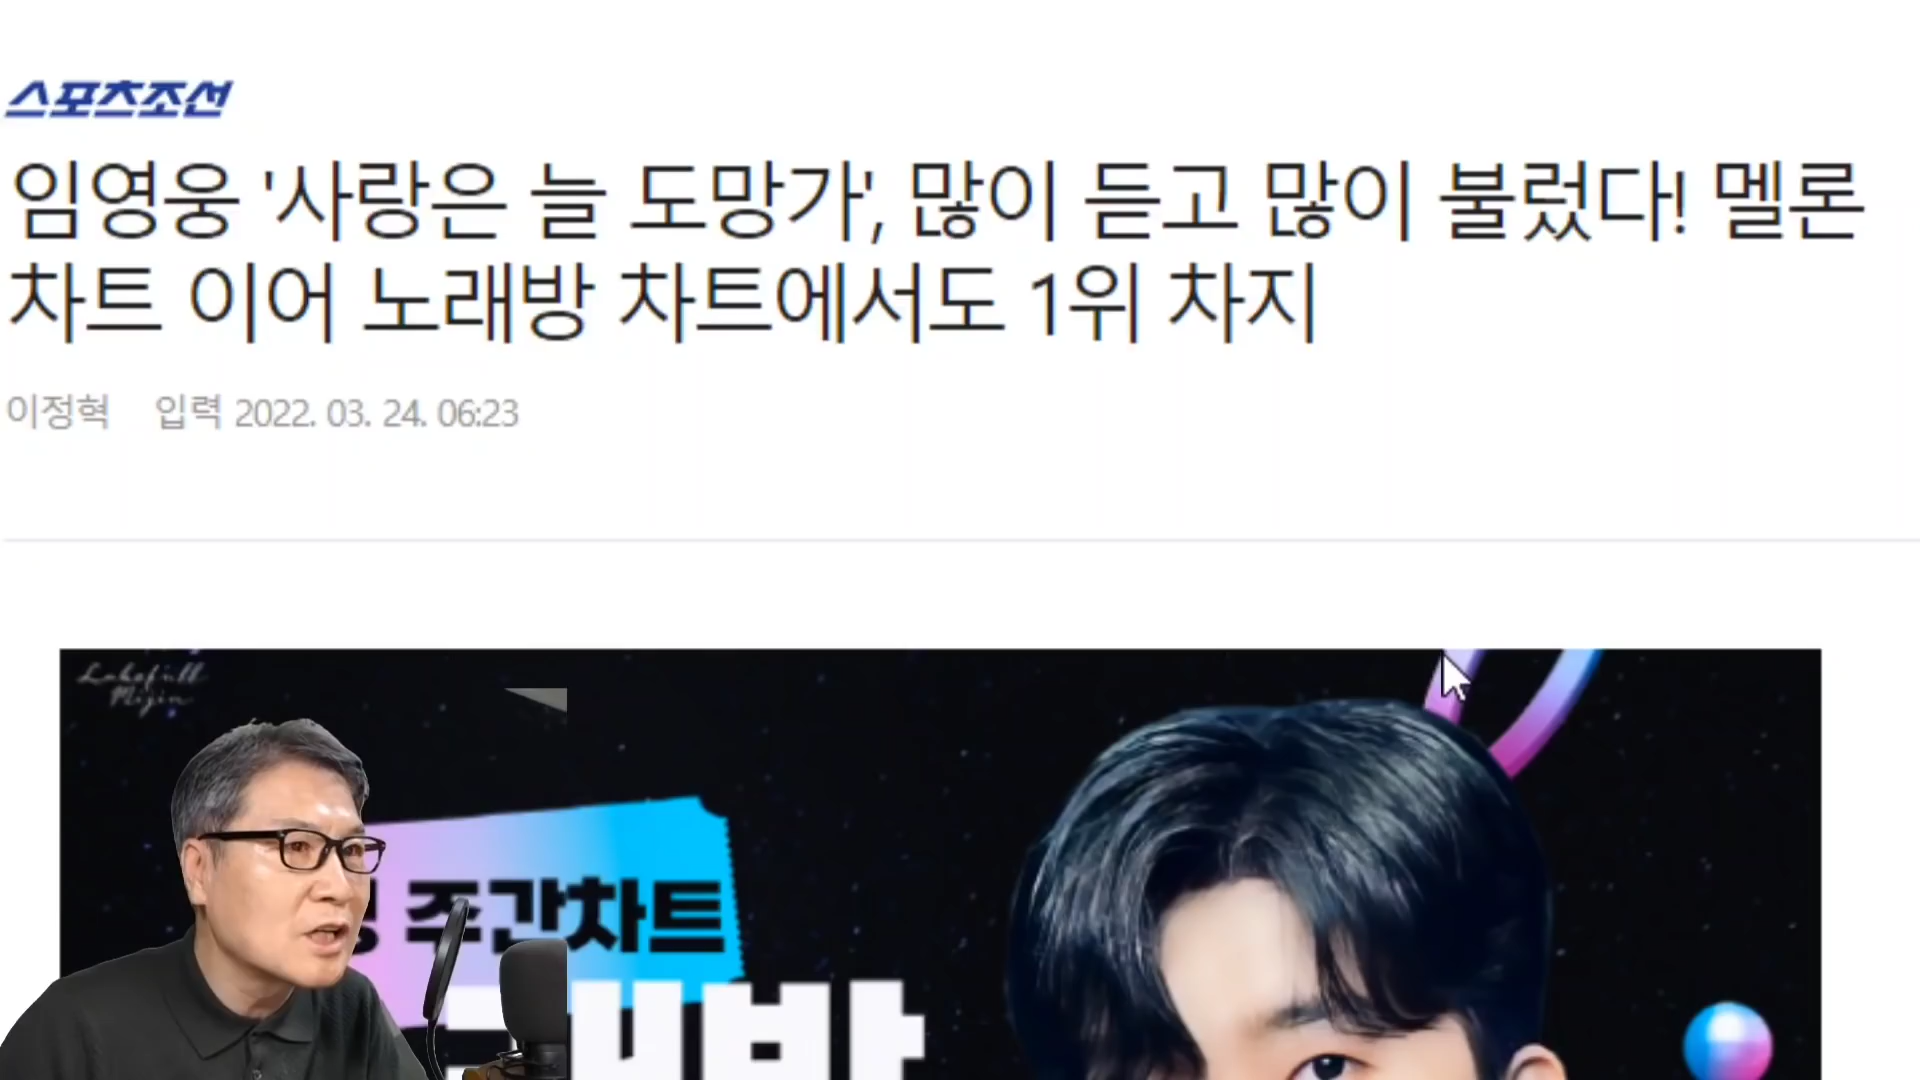 스포츠조선
임영웅 '사랑은 늘 도망가', 많이 듣고 많이 불렀다! 멜론
차트 이어 노래방 차트에서도 1위 차지
이정혁 입력 2022. 03. 24. 06:23
주간차트